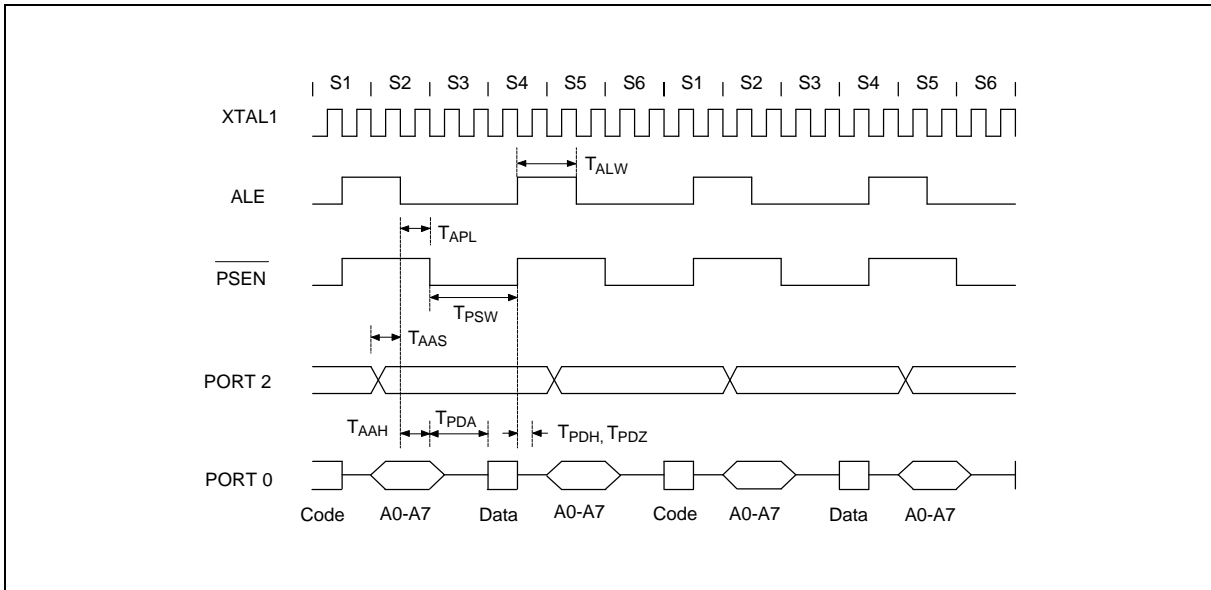 S1 S2 S3 S4 S5 S6 S1 S2 S3 S4 S5 S6
XTAL1
TALW
ALE
TAPL
PSEN
TPSW
TAAS
PORT 2
TAAH
TPDA
TPDH, TPDZ
PORT 0
Code A0-A7 Data A0-A7 Code A0-A7 Data A0-A7